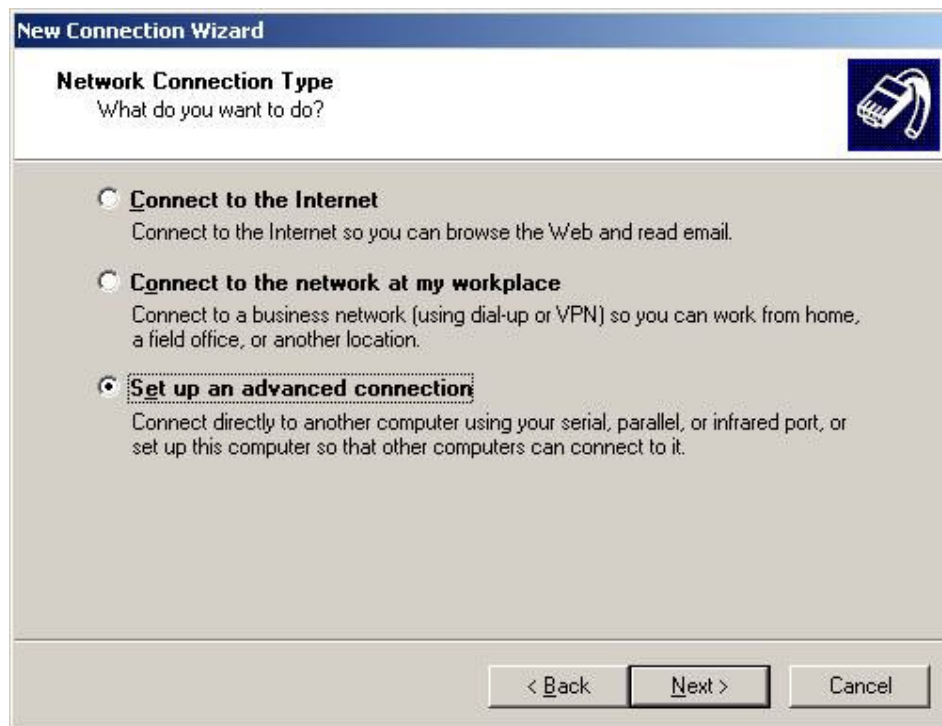 New Connection Wizard
Network Connection Type
What do you want to do?
Connect to the Internet
Connect to the Internet so you can browse the Web and read email.
Connect to the network at my workplace
Connect to a business network (using dial-up or VPN) so you can work from home,
a field office, or another location.
Set up an advanced connection
Connect directly to another computer using your serial, parallel, or infrared port, or
set up this computer so that other computers can connect to it.
< Back Next > Cancel